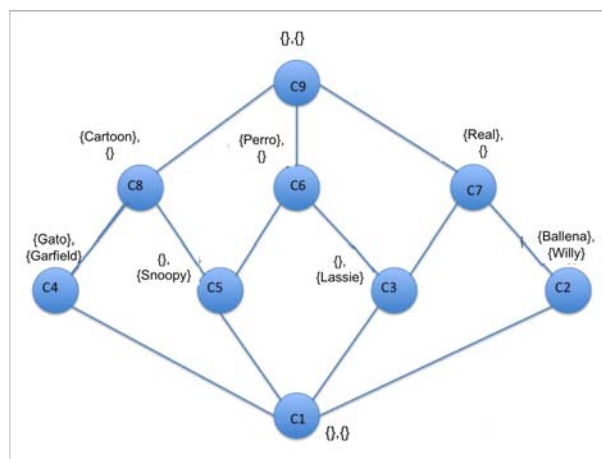 {},{}
C9
{Cartoon},
{}
{Perro},
{}
{Real},
{}
C8
C6
C7
{Gato},
{Garfield}
{},
{Snoopy}
{},
{Lassie}
{Ballena},
{Willy}
C4
C5
C3
C2
C1
{},{}